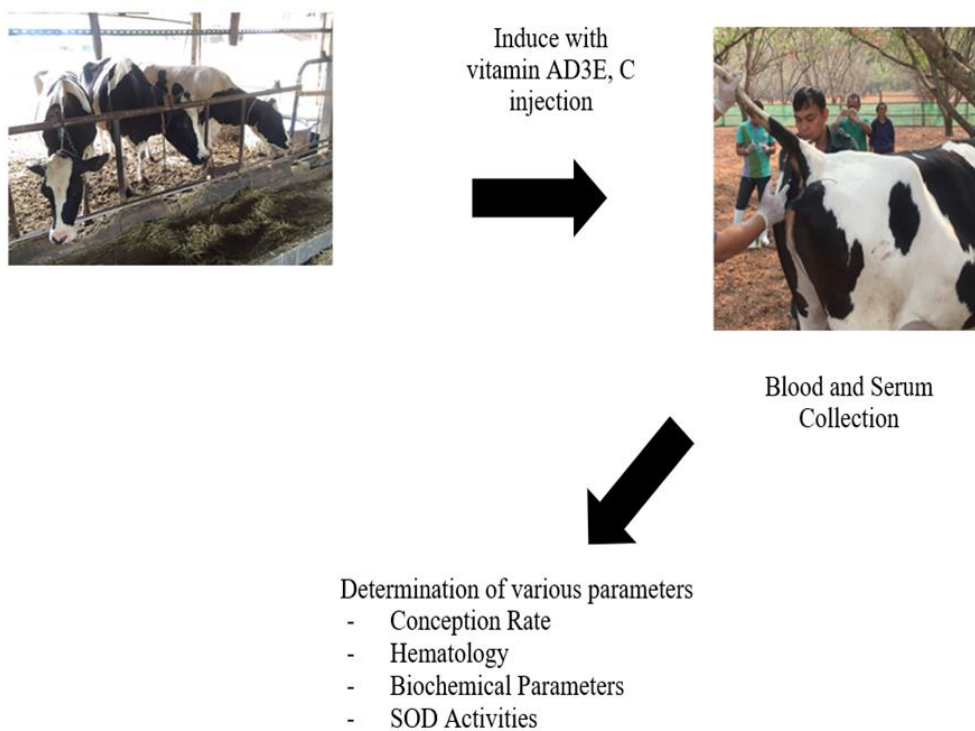 Induce with
vitamin AD3E, C
injection
Blood and Serum
Collection
Determination of various parameters
- Conception Rate
- Hematology
- Biochemical Parameters
- SOD Activities